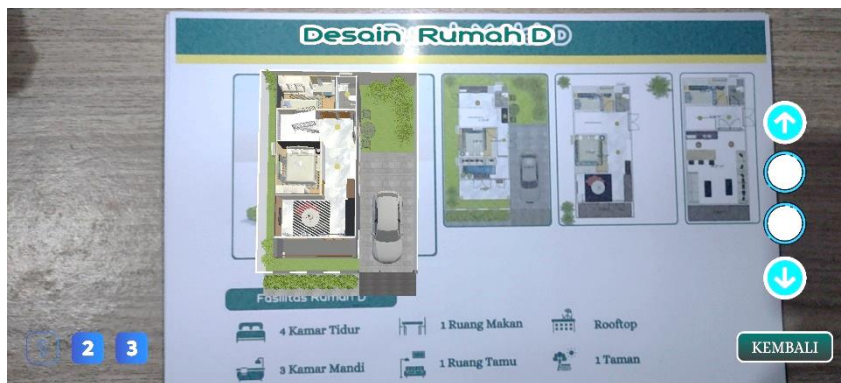 Desain Rumah D
D
Fasilitas Rumah D
4 Kamar Tidur
1 Ruang Makan
Rooftop
3 Kamar Mandi
1 Ruang Tamu
1 Taman
2
3
KEMBALI